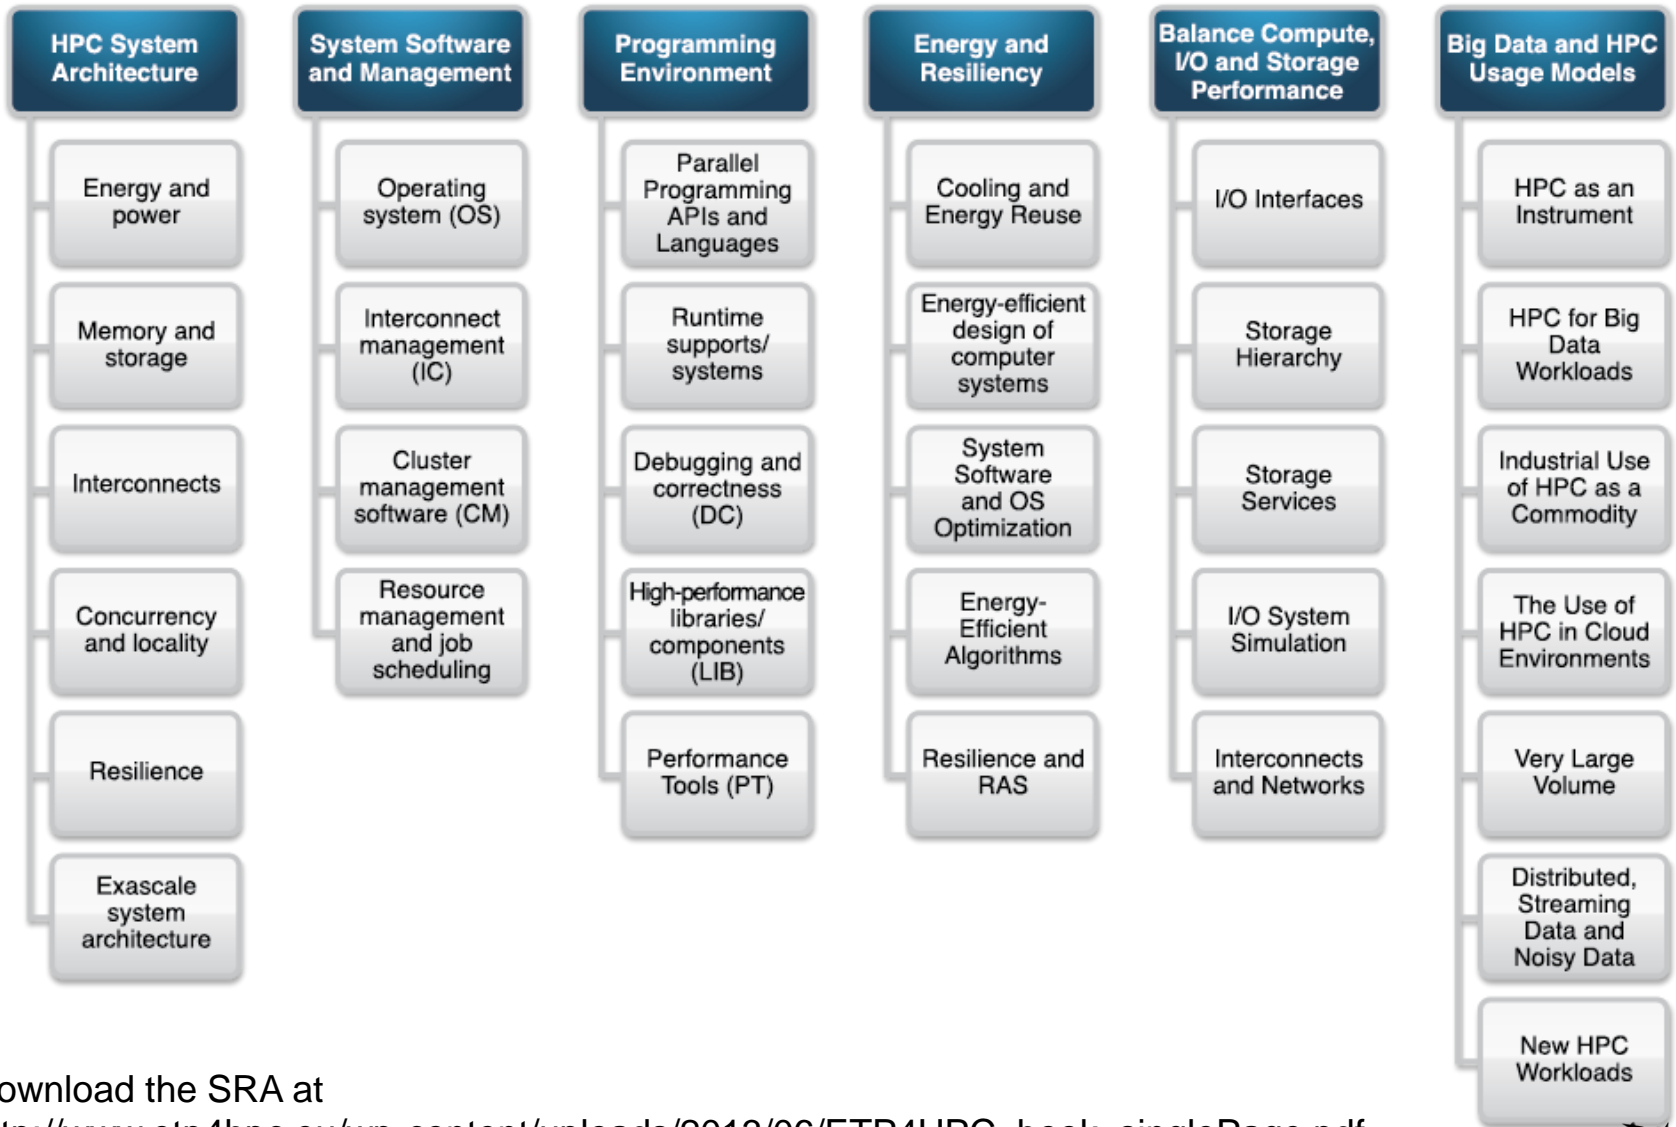 HPC System
Architecture
Energy and
power
Memory and
storage
Interconnects
Concurrency
and locality
Resilience
Exascale
system
architecture
System Software
and Management
Operating
system (OS)
Interconnect
management
(IC)
Cluster
management
software (CM)
Resource
management
and job
scheduling
Programming
Environment
Parallel
Programming
APIs and
Languages
Runtime
supports/
systems
Debugging and
correctness
(DC)
High-performance
libraries/
components
(LIB)
Performance
Tools (PT)
Energy and
Resiliency
Cooling and
Energy Reuse
Energy-efficient
design of
computer
systems
System
Software
and OS
Optimization
Energy-
Efficient
Algorithms
Resilience and
RAS
Balance Compute,
I/O and Storage
Performance
I/O Interfaces
Storage
Hierarchy
Storage
Services
I/O System
Simulation
Interconnects
and Networks
Big Data and HPC
Usage Models
HPC as an
Instrument
HPC for Big
Data
Workloads
Industrial Use
of HPC as a
Commodity
The Use of
HPC in Cloud
Environments
Very Large
Volume
Distributed,
Streaming
Data and
Noisy Data
New HPC
Workloads
ownload the SRA at